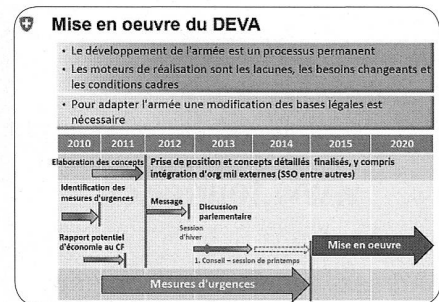 Mise en oeuvre du DEVA
• Le développement de l'armée est un processus permanent
• Les moteurs de réalisation sont les lacunes, les besoins changeants et
les conditions cadres
• Pour adapter l'armée une modification des bases légales est
nécessaire
2010 2011 2012 2013 2014 2015 2020
Elaboration des concepts
Prise de position et concepts détaillés finalisés, y compris
intégration d'org mil externes (SSO entre autres)
Identification des
mesures d'urgences
Message
Discussion
parlementaire
Session
d'hiver
Rapport potentiel
d'économie au CF
1. Conseil – session de printemps
Mise en oeuvre
Mesures d'urgences